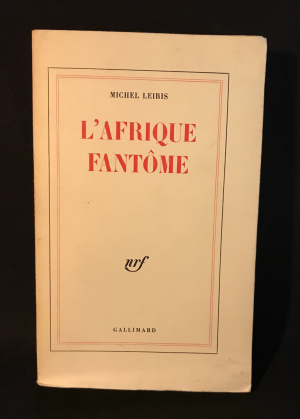 MICHEL LEIRIS
L'AFRIQUE
FANTÔME
nrf
GALLIMARD